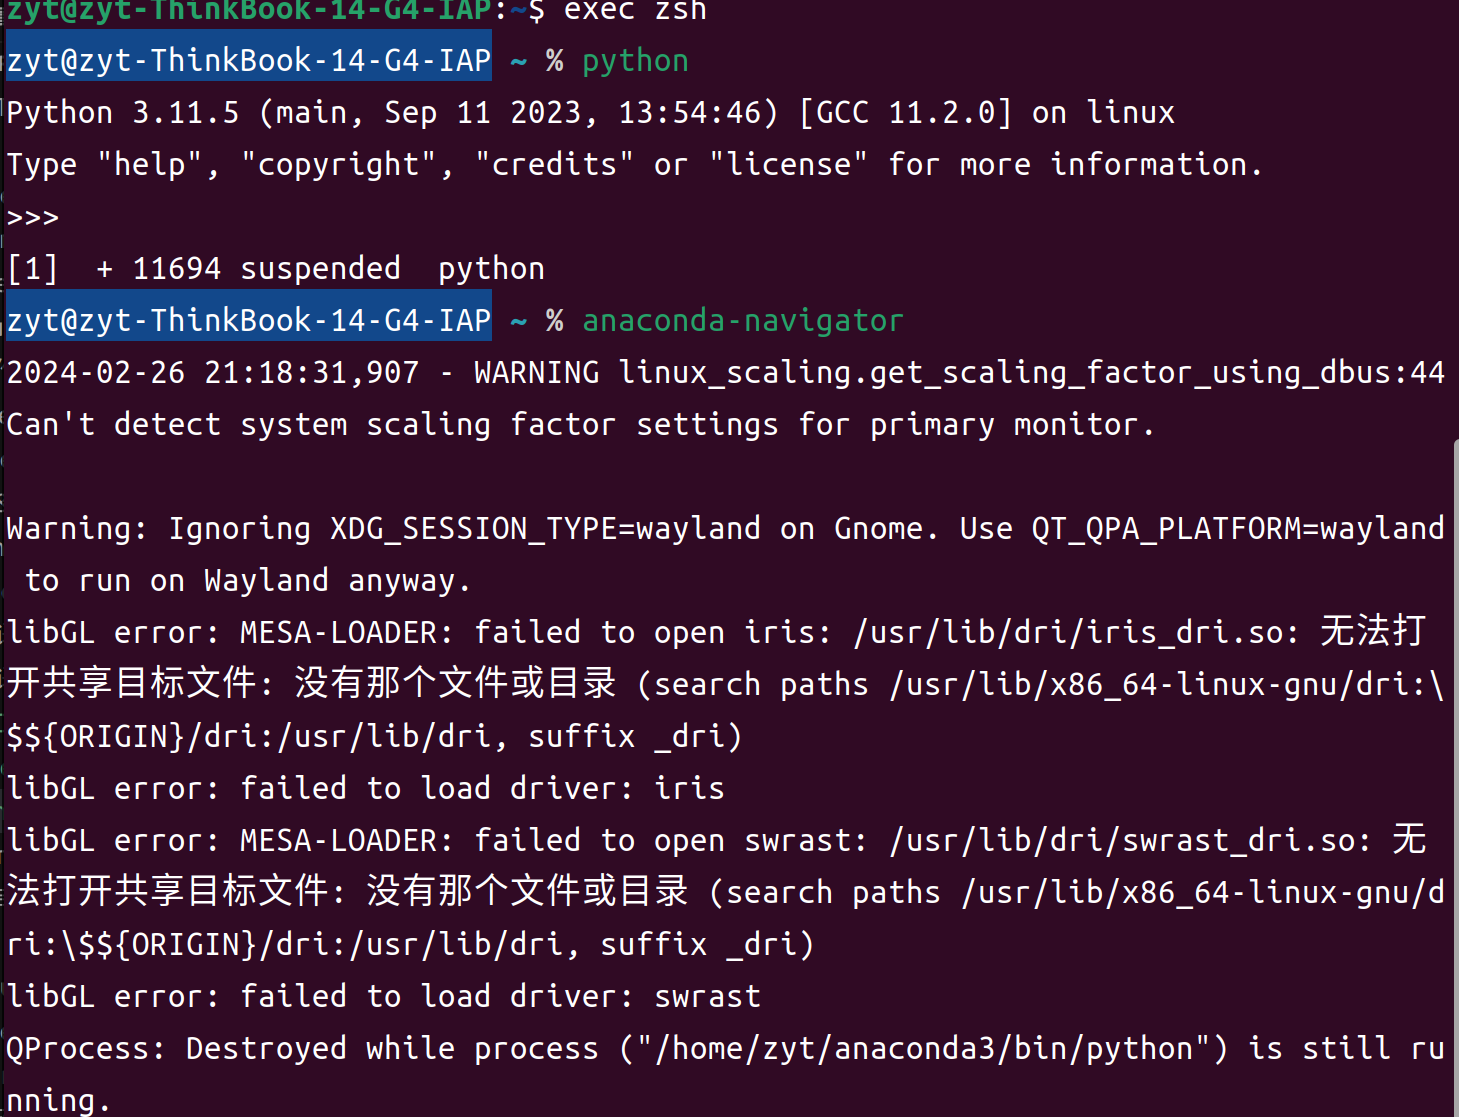 zyt@zyt-ThinkBook-14-G4-IAP:~$ exec zsh
zyt@zyt-ThinkBook-14-G4-IAP ~ % python
Python 3.11.5 (main, Sep 11 2023, 13:54:46) [GCC 11.2.0] on linux
Type "help", "copyright", "credits" or "license" for more information.
>>>
[1]  + 11694 suspended  python
zyt@zyt-ThinkBook-14-G4-IAP ~ % anaconda-navigator
2024-02-26 21:18:31,907 - WARNING linux_scaling.get_scaling_factor_using_dbus:44
Can't detect system scaling factor settings for primary monitor.
Warning: Ignoring XDG_SESSION_TYPE=wayland on Gnome. Use QT_QPA_PLATFORM=wayland
 to run on Wayland anyway.
libGL error: MESA-LOADER: failed to open iris: /usr/lib/dri/iris_dri.so: 无法打
开共享目标文件: 没有那个文件或目录 (search paths /usr/lib/x86_64-linux-gnu/dri:\
$${ORIGIN}/dri:/usr/lib/dri, suffix _dri)
libGL error: failed to load driver: iris
libGL error: MESA-LOADER: failed to open swrast: /usr/lib/dri/swrast_dri.so: 无
法打开共享目标文件: 没有那个文件或目录 (search paths /usr/lib/x86_64-linux-gnu/d
ri:\$${ORIGIN}/dri:/usr/lib/dri, suffix _dri)
libGL error: failed to load driver: swrast
QProcess: Destroyed while process ("/home/zyt/anaconda3/bin/python") is still ru
nning.